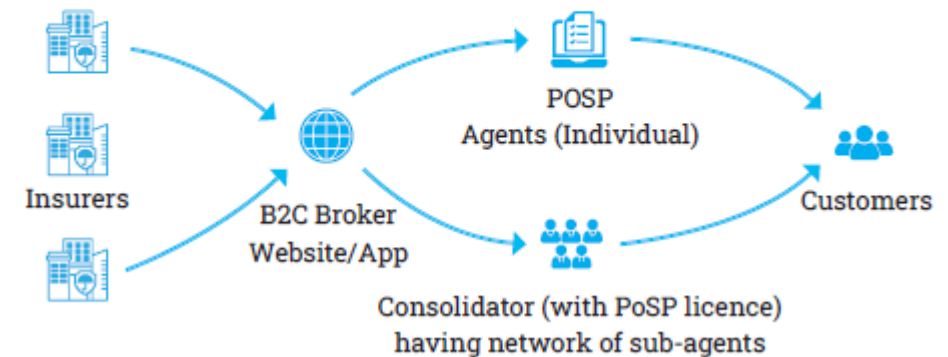 Insurers
B2C Broker
Website/App
POSP
Agents (Individual)
Consolidator (with PoSP licence)
having network of sub-agents
Customers